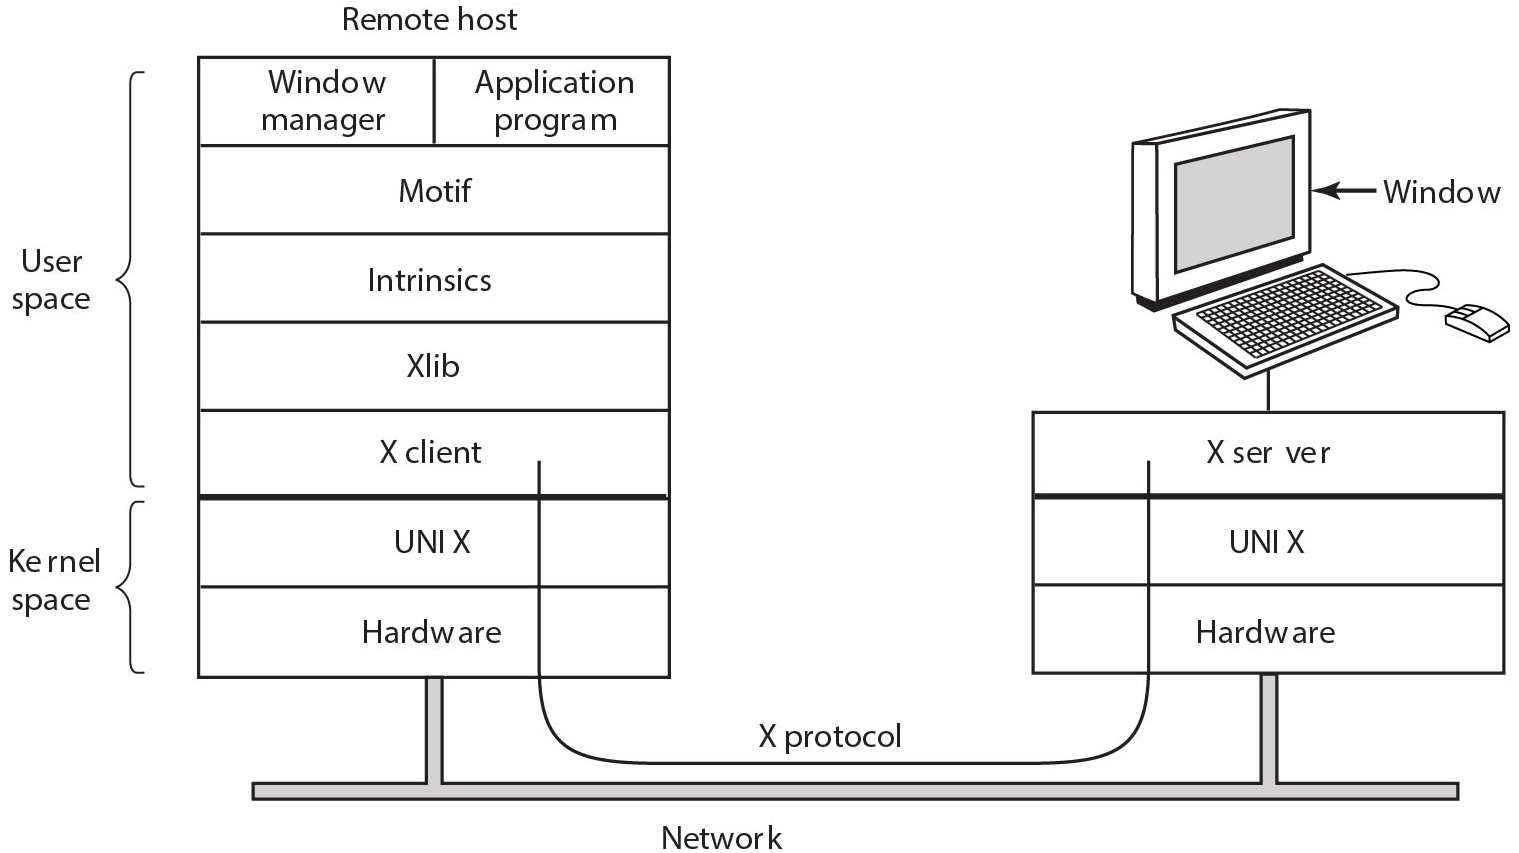 Remote host
Window
manager
Application
program
Motif
Intrinsics
Xlib
X client
UNIX
Hardware
User
space
Kernel
space
Window
X server
UNIX
Hardware
X protocol
Network